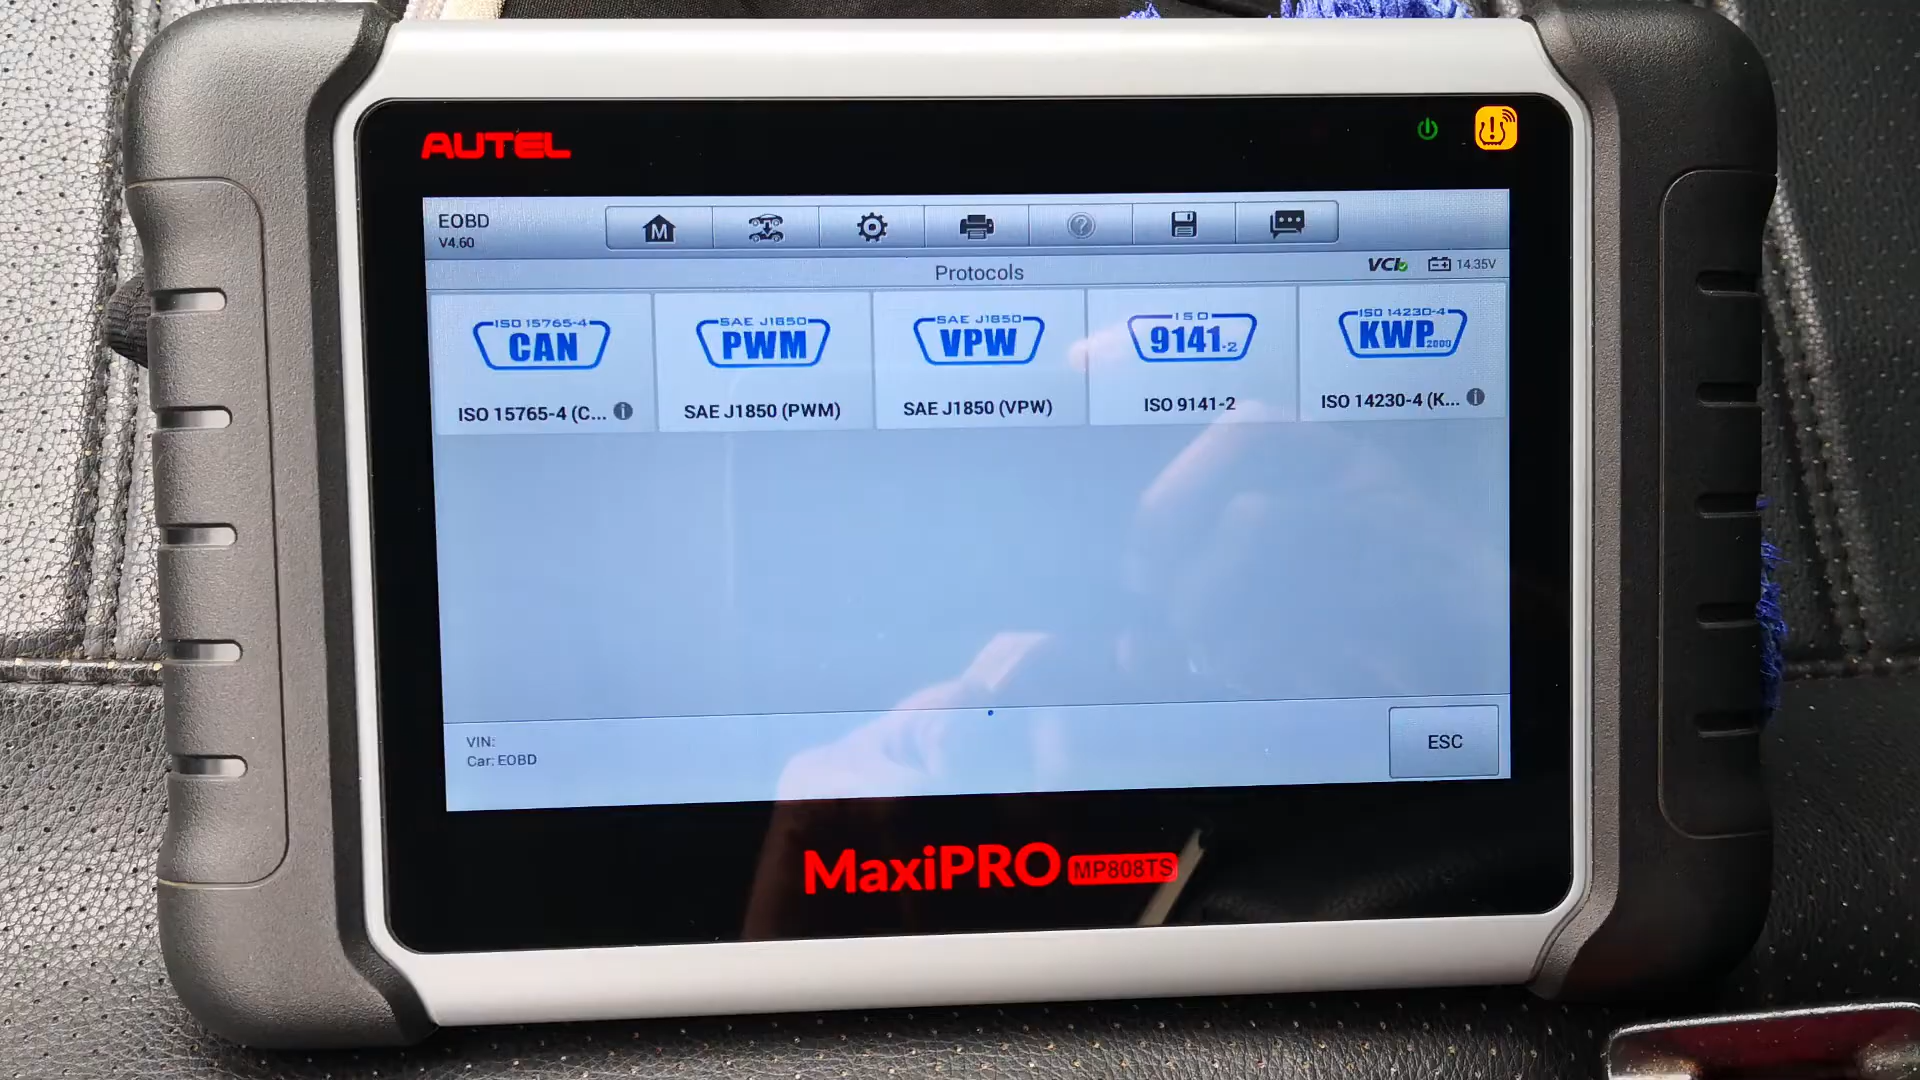 AUTEL
EOBD
V4.60
M
?
Protocols
VCI
14.35V
ISO 15765-4
CAN
SAE J1850
PWM
SAE J1850
VPW
ISO
9141-2
ISO 14230-4
KWP2000
ISO 15765-4 (C...
SAE J1850 (PWM)
SAE J1850 (VPW)
ISO 9141-2
ISO 14230-4 (K...
VIN:
Car: EOBD
ESC
MaxiPRO MP808TS